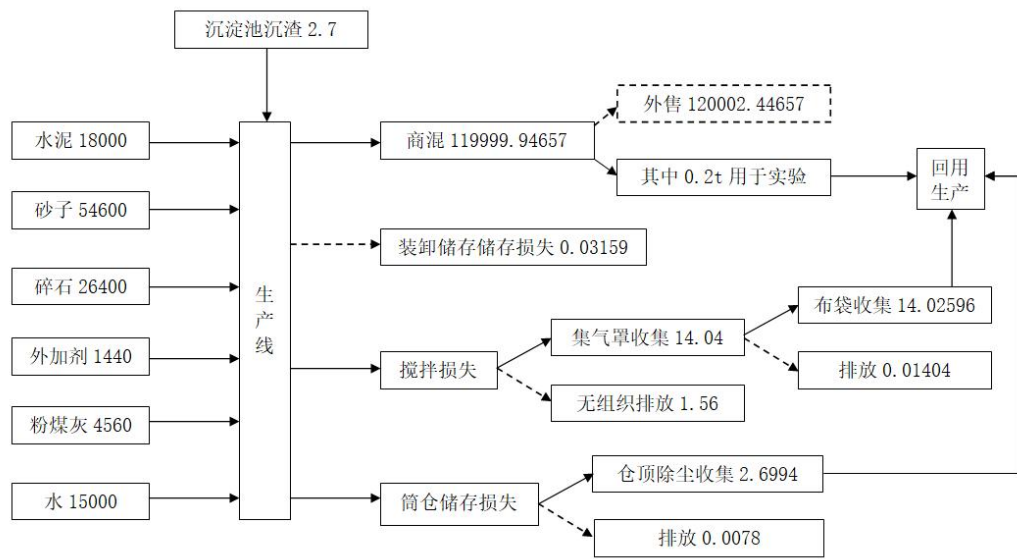 沉淀池沉渣 2.7
外售 120002.44657
水泥 18000
商混 119999.94657
其中 0.2t 用于实验
回用
生产
砂子 54600
装卸储存储存损失 0.03159
碎石 26400
生
产
线
布袋收集 14.02596
集气罩收集 14.04
外加剂 1440
搅拌损失
排放 0.01404
无组织排放 1.56
粉煤灰 4560
仓顶除尘收集 2.6994
水 15000
筒仓储存损失
排放 0.0078